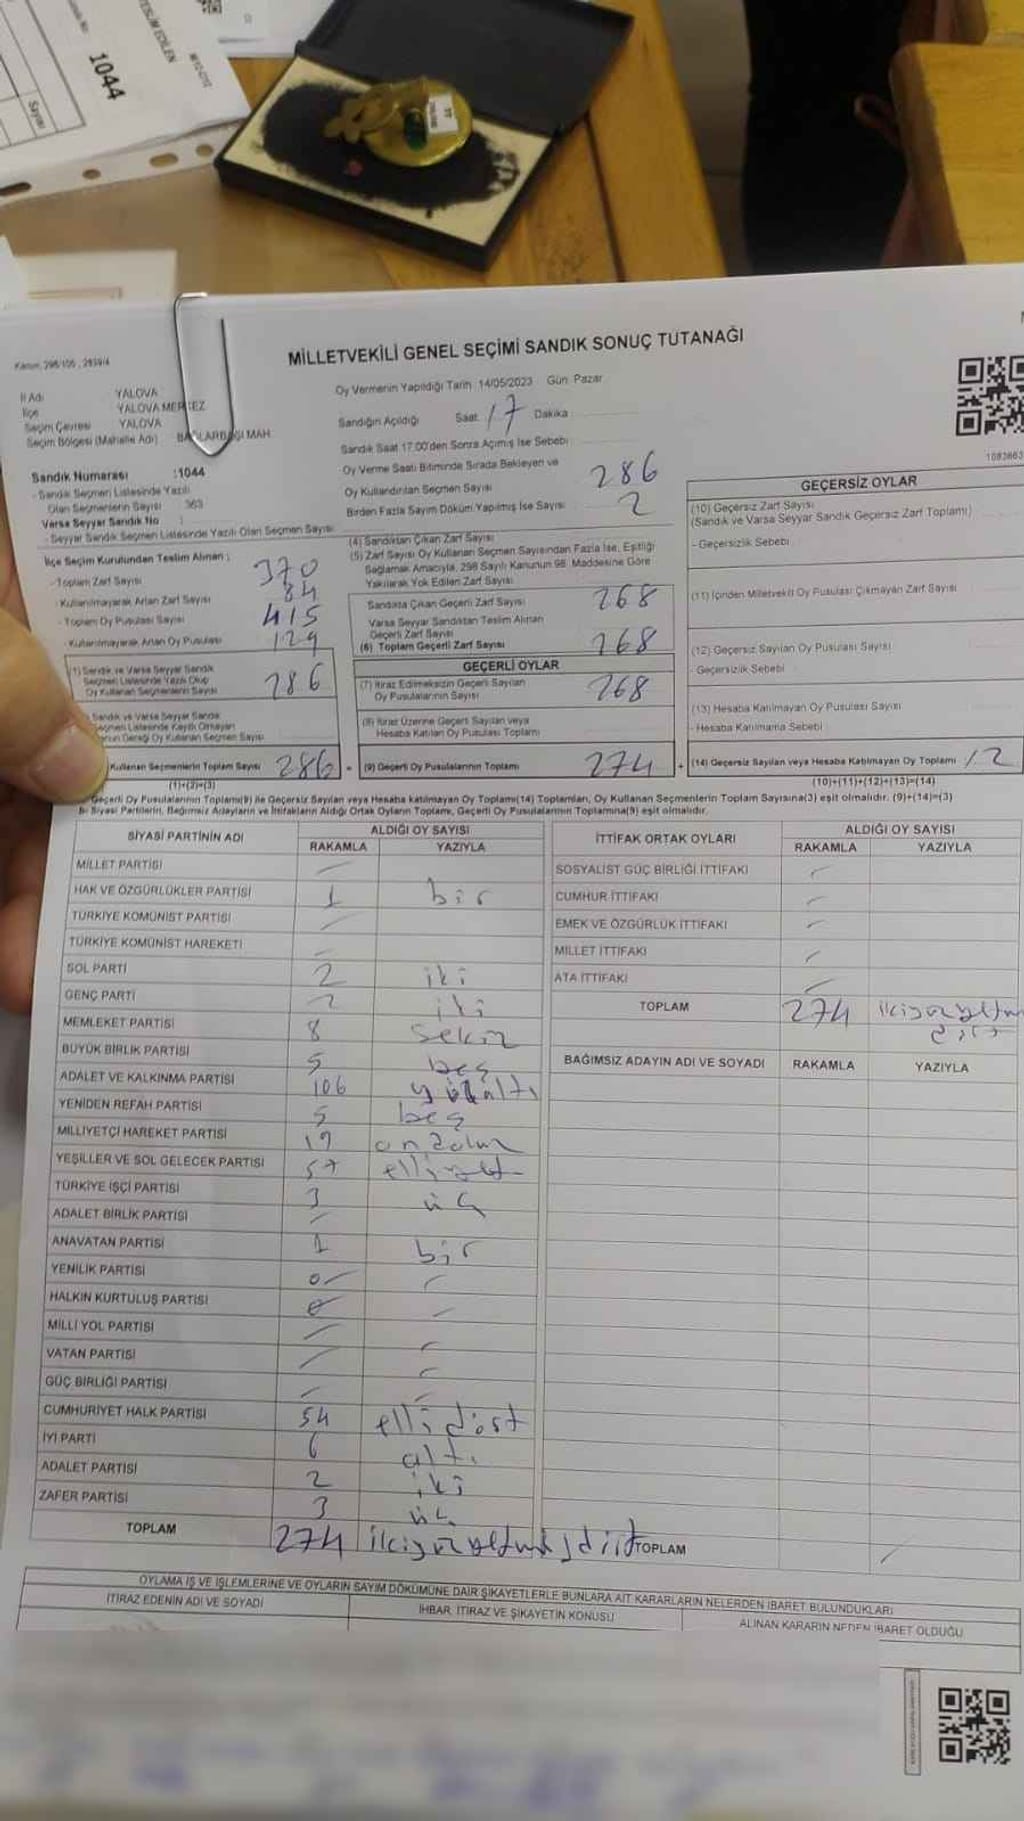 TESLİM EDİLEN
1044
Sayısı
Kanun, 298/105 , 2839/4
MİLLETVEKİLİ GENEL SEÇİMİ SANDIK SONUÇ TUTANAĞI
İl Adı YALOVA
İlçe YALOVA MERKEZ
Seçim Çevresi YALOVA
Seçim Bölgesi (Mahalle Adı) BAĞLARBAŞI MAH.
Oy Vermenin Yapıldığı Tarih :14/05/2023 Gün: Pazar
Sandığın Açıldığı Saat: 17 Dakika :
Sandık Saat 17:00'den Sonra Açılmış İse Sebebi :
Oy Verme Saati Bitiminde Sırada Bekleyen ve
Oy Kullandırılan Seçmen Sayısı
Birden Fazla Sayım Döküm Yapılmış İse Sayısı 2
Sandık Numarası :1044
- Sandık Seçmen Listesinde Yazılı
Olan Seçmenlerin Sayısı : 363
Varsa Seyyar Sandık No :
- Seyyar Sandık Seçmen Listesinde Yazılı Olan Seçmen Sayısı
İlçe Seçim Kurulundan Teslim Alınan ;
- Toplam Zarf Sayısı 370
- Kullanılmayarak Artan Zarf Sayısı 84
- Toplam Oy Pusulası Sayısı 415
- Kullanılmayarak Artan Oy Pusulası 129
(1) Sandık ve Varsa Seyyar Sandık
Seçmen Listesinde Yazılı Olup
Oy Kullanan Seçmenlerin Sayısı 286
Sandık ve Varsa Seyyar Sandık
Seçmen Listesinde Kayıtlı Olmayan
Kanun Gereği Oy Kullanan Seçmen Sayısı
Kullanan Seçmenlerin Toplam Sayısı 286
(1)+(2)=(3)
(4) Sandıktan Çıkan Zarf Sayısı 286
(5) Zarf Sayısı Oy Kullanan Seçmen Sayısından Fazla İse, Eşitliği
Sağlamak Amacıyla, 298 Sayılı Kanunun 98. Maddesine Göre
Yakılarak Yok Edilen Zarf Sayısı
Sandıkta Çıkan Geçerli Zarf Sayısı 268
Varsa Seyyar Sandıktan Teslim Alınan
Geçerli Zarf Sayısı
(6) Toplam Geçerli Zarf Sayısı 268
GEÇERLİ OYLAR
(7) İtiraz Edilmeksizin Geçerli Sayılan
Oy Pusulalarının Sayısı 268
(8) İtiraz Üzerine Geçerli Sayılan veya
Hesaba Katılan Oy Pusulası Toplamı
(9) Geçerli Oy Pusulalarının Toplamı 274
GEÇERSİZ OYLAR
(10) Geçersiz Zarf Sayısı
(Sandık ve Varsa Seyyar Sandık Geçersiz Zarf Toplamı)
- Geçersizlik Sebebi :
(11) İçinden Milletvekili Oy Pusulası Çıkmayan Zarf Sayısı
(12) Geçersiz Sayılan Oy Pusulası Sayısı
- Geçersizlik Sebebi :
(13) Hesaba Katılmayan Oy Pusulası Sayısı
- Hesaba Katılmama Sebebi :
+ (14) Geçersiz Sayılan veya Hesaba Katılmayan Oy Toplamı 12
(10)+(11)+(12)+(13)=(14)
Geçerli Oy Pusulalarının Toplamı(9) ile Geçersiz Sayılan veya Hesaba katılmayan Oy Toplamı(14) Toplamları, Oy Kullanan Seçmenlerin Toplam Sayısına(3) eşit olmalıdır. (9)+(14)=(3)
b- Siyasi Partilerin, Bağımsız Adayların ve İttifakların Aldığı Ortak Oyların Toplamı, Geçerli Oy Pusulalarının Toplamına(9) eşit olmalıdır.
SİYASİ PARTİNİN ADI ALDIĞI OY SAYISI
RAKAMLA YAZIYLA
MİLLET PARTİSİ
HAK VE ÖZGÜRLÜKLER PARTİSİ 1 bir
TÜRKİYE KOMÜNİST PARTİSİ
TÜRKİYE KOMÜNİST HAREKETİ
SOL PARTİ 2 iki
GENÇ PARTİ 2 iki
MEMLEKET PARTİSİ 8 sekiz
BÜYÜK BİRLİK PARTİSİ 5 beş
ADALET VE KALKINMA PARTİSİ 106 yüzaltı
YENİDEN REFAH PARTİSİ 5 beş
MİLLİYETÇİ HAREKET PARTİSİ 19 ondokuz
YEŞİLLER VE SOL GELECEK PARTİSİ 57 elliyedi
TÜRKİYE İŞÇİ PARTİSİ 3 üç
ADALET BİRLİK PARTİSİ
ANAVATAN PARTİSİ 1 bir
YENİLİK PARTİSİ 0
HALKIN KURTULUŞ PARTİSİ
MİLLİ YOL PARTİSİ
VATAN PARTİSİ
GÜÇ BİRLİĞİ PARTİSİ
CUMHURİYET HALK PARTİSİ 54 elli dört
İYİ PARTİ 6 altı
ADALET PARTİSİ 2 iki
ZAFER PARTİSİ 3 üç
TOPLAM 274
İTTİFAK ORTAK OYLARI ALDIĞI OY SAYISI
RAKAMLA YAZIYLA
SOSYALİST GÜÇ BİRLİĞİ İTTİFAKI
CUMHUR İTTİFAKI
EMEK VE ÖZGÜRLÜK İTTİFAKI
MİLLET İTTİFAKI
ATA İTTİFAKI
TOPLAM 274
BAĞIMSIZ ADAYIN ADI VE SOYADI RAKAMLA YAZIYLA
TOPLAM
OYLAMA İŞ VE İŞLEMLERİNE VE OYLARIN SAYIM DÖKÜMÜNE DAİR ŞİKAYETLERLE BUNLARA AİT KARARLARIN NELERDEN İBARET BULUNDUKLARI
İTİRAZ EDENİN ADI VE SOYADI İHBAR, İTİRAZ VE ŞİKAYETİN KONUSU ALINAN KARARIN NEDEN İBARET OLDUĞU